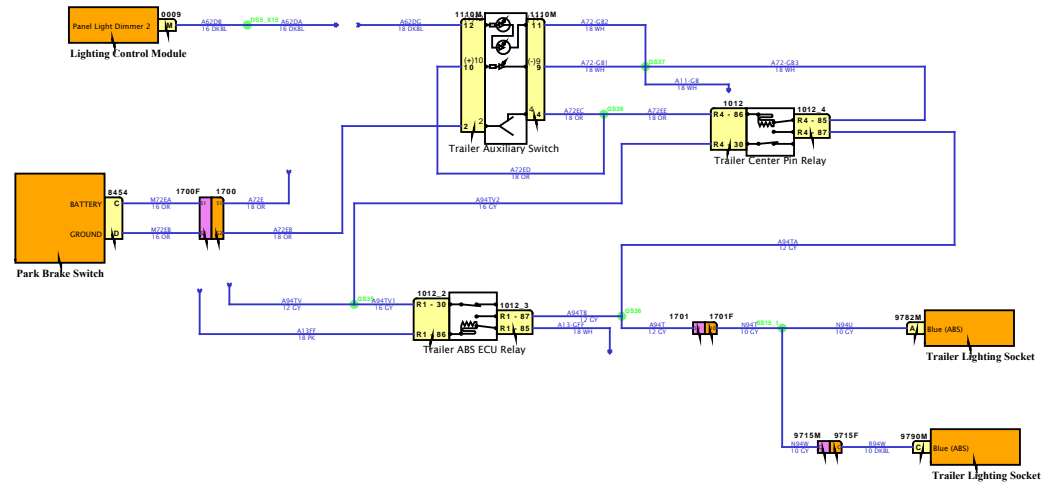 0009
Panel Light Dimmer 2
M
Lighting Control Module
A62DB
16 DKBL
DS5_X15
A62DA
16 DKBL
A62DG
18 DKBL
1110M
1110M
12
11
(+)10
10
(-)9
9
2
2
4
4
Trailer Auxiliary Switch
A72-G82
18 WH
A72-G81
18 WH
GS37
A72-G83
18 WH
A11-G8
18 WH
A72EC
18 OR
GS36
A72EE
18 OR
1012
1012_4
R4 - 86
R4 - 85
R4 - 87
R4 30
Trailer Center Pin Relay
A72ED
18 OR
A94TV2
16 GY
8454
BATTERY
C
GROUND
D
Park Brake Switch
M72EA
16 OR
M72EB
16 OR
1700F
1700
A72E
18 OR
A72EB
18 OR
A94TA
12 GY
A94TV
12 GY
GS35
A94TV1
16 GY
A13FF
18 PK
1012_2
1012_3
R1 - 30
R1 86
R1 - 87
R1 85
Trailer ABS ECU Relay
A94TB
12 GY
A13-GFF
18 WH
GS38
A94T
12 GY
1701
1701F
N94T
10 GY
SS15_1
N94U
10 GY
9782M
A
Blue (ABS)
Trailer Lighting Socket
N94W
10 GY
9715M
9715F
R94W
10 DKBL
9790M
C
Blue (ABS)
Trailer Lighting Socket